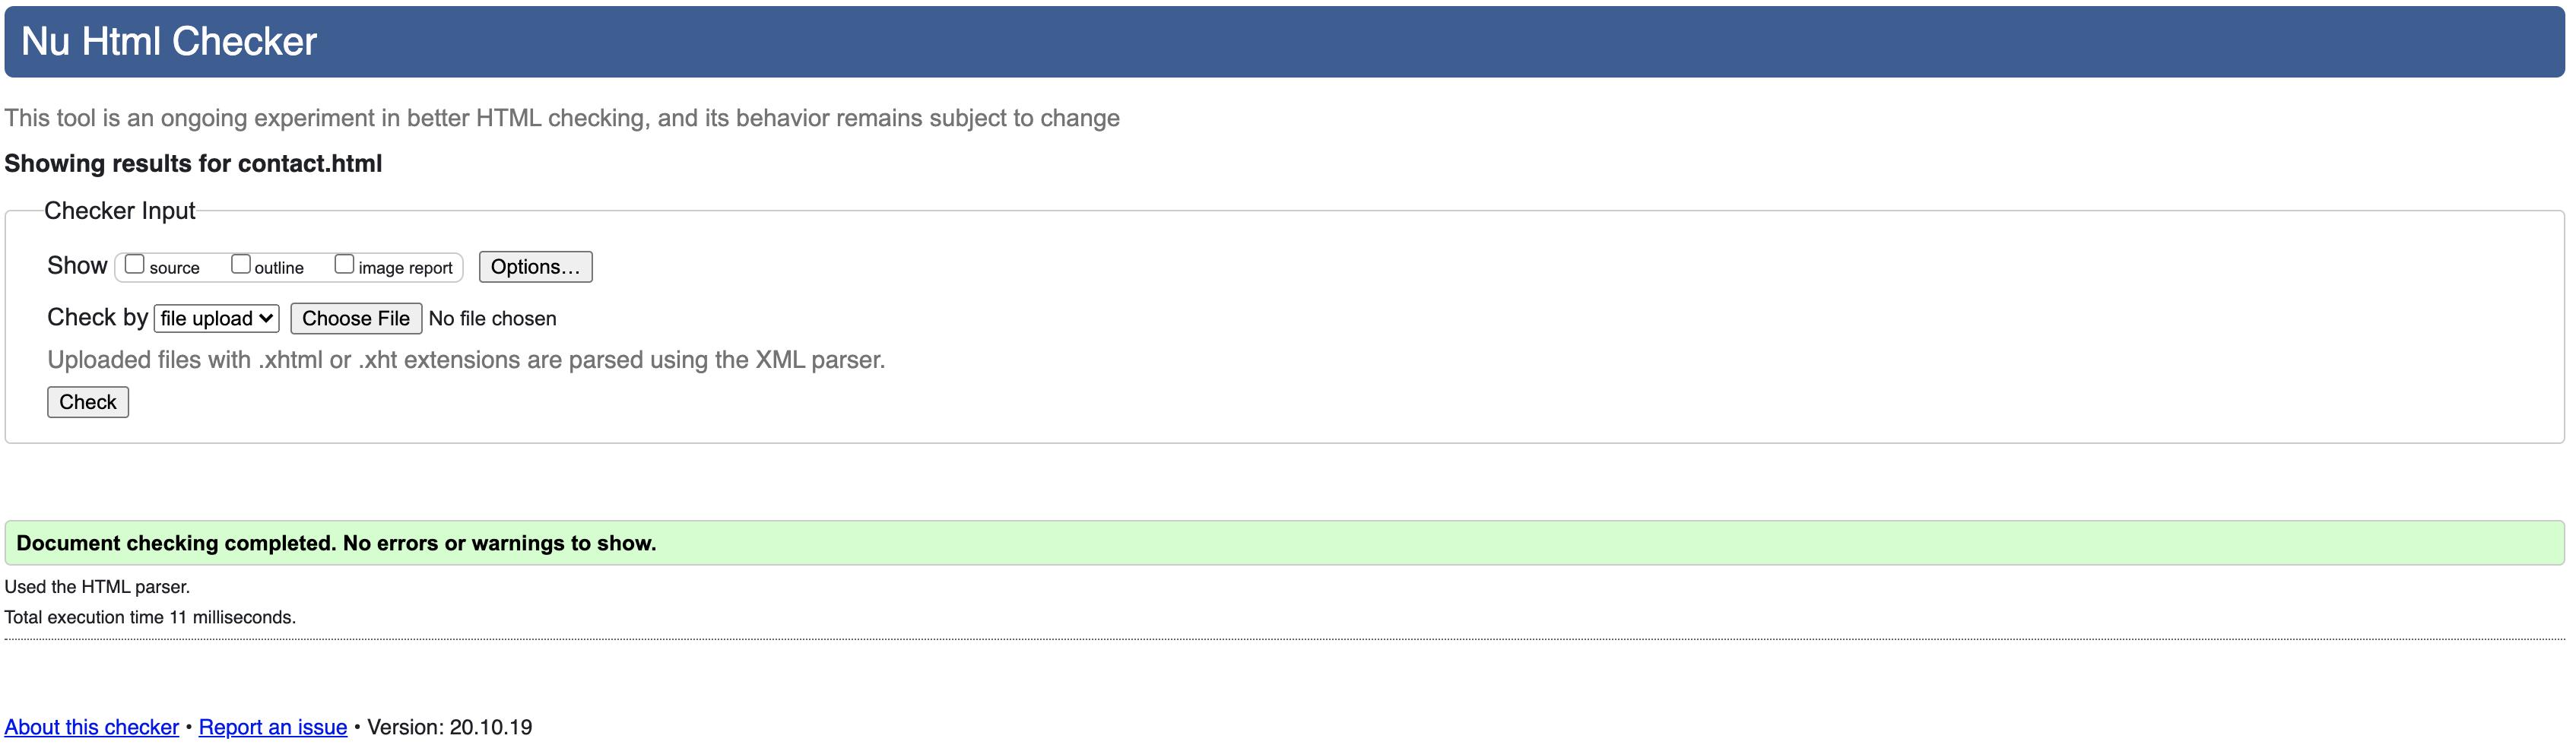 Nu Html Checker
This tool is an ongoing experiment in better HTML checking, and its behavior remains subject to change
Showing results for contact.html
Checker Input
Show source outline image report Options…
Check by file upload Choose File No file chosen
Uploaded files with .xhtml or .xht extensions are parsed using the XML parser.
Check
Document checking completed. No errors or warnings to show.
Used the HTML parser.
Total execution time 11 milliseconds.
About this checker • Report an issue • Version: 20.10.19